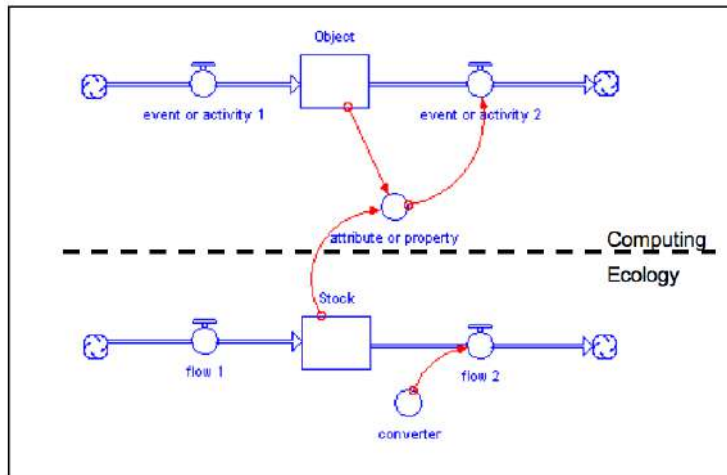 Object
event or activity 1
event or activity 2
attribute or property
Computing
Ecology
Stock
flow 1
flow 2
converter